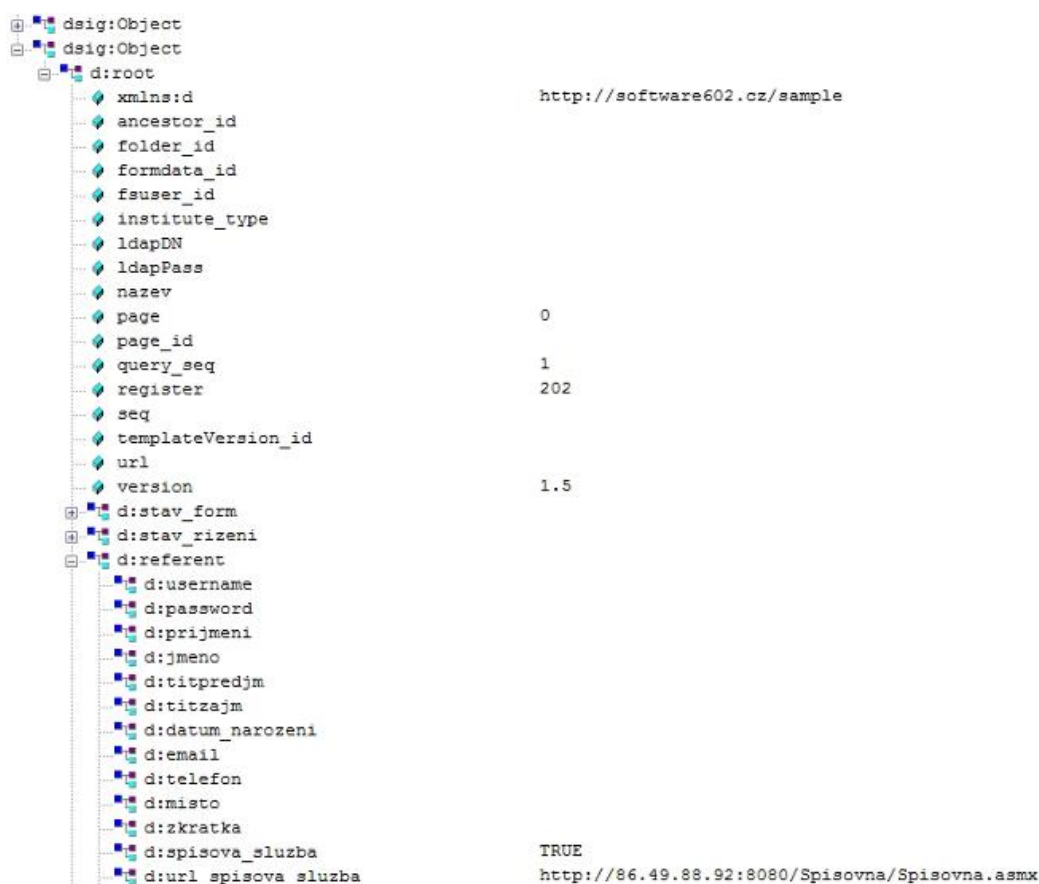 dsig:Object
dsig:Object
d:root
xmlns:d http://software602.cz/sample
ancestor_id
folder_id
formdata_id
fsuser_id
institute_type
ldapDN
ldapPass
nazev
page 0
page_id
query_seq 1
register 202
seq
templateVersion_id
url
version 1.5
d:stav_form
d:stav_rizeni
d:referent
d:username
d:password
d:prijmeni
d:jmeno
d:titpredjm
d:titzajm
d:datum_narozeni
d:email
d:telefon
d:misto
d:zkratka
d:spisova_sluzba TRUE
d:url_spisova_sluzba http://86.49.88.92:8080/Spisovna/Spisovna.asmx